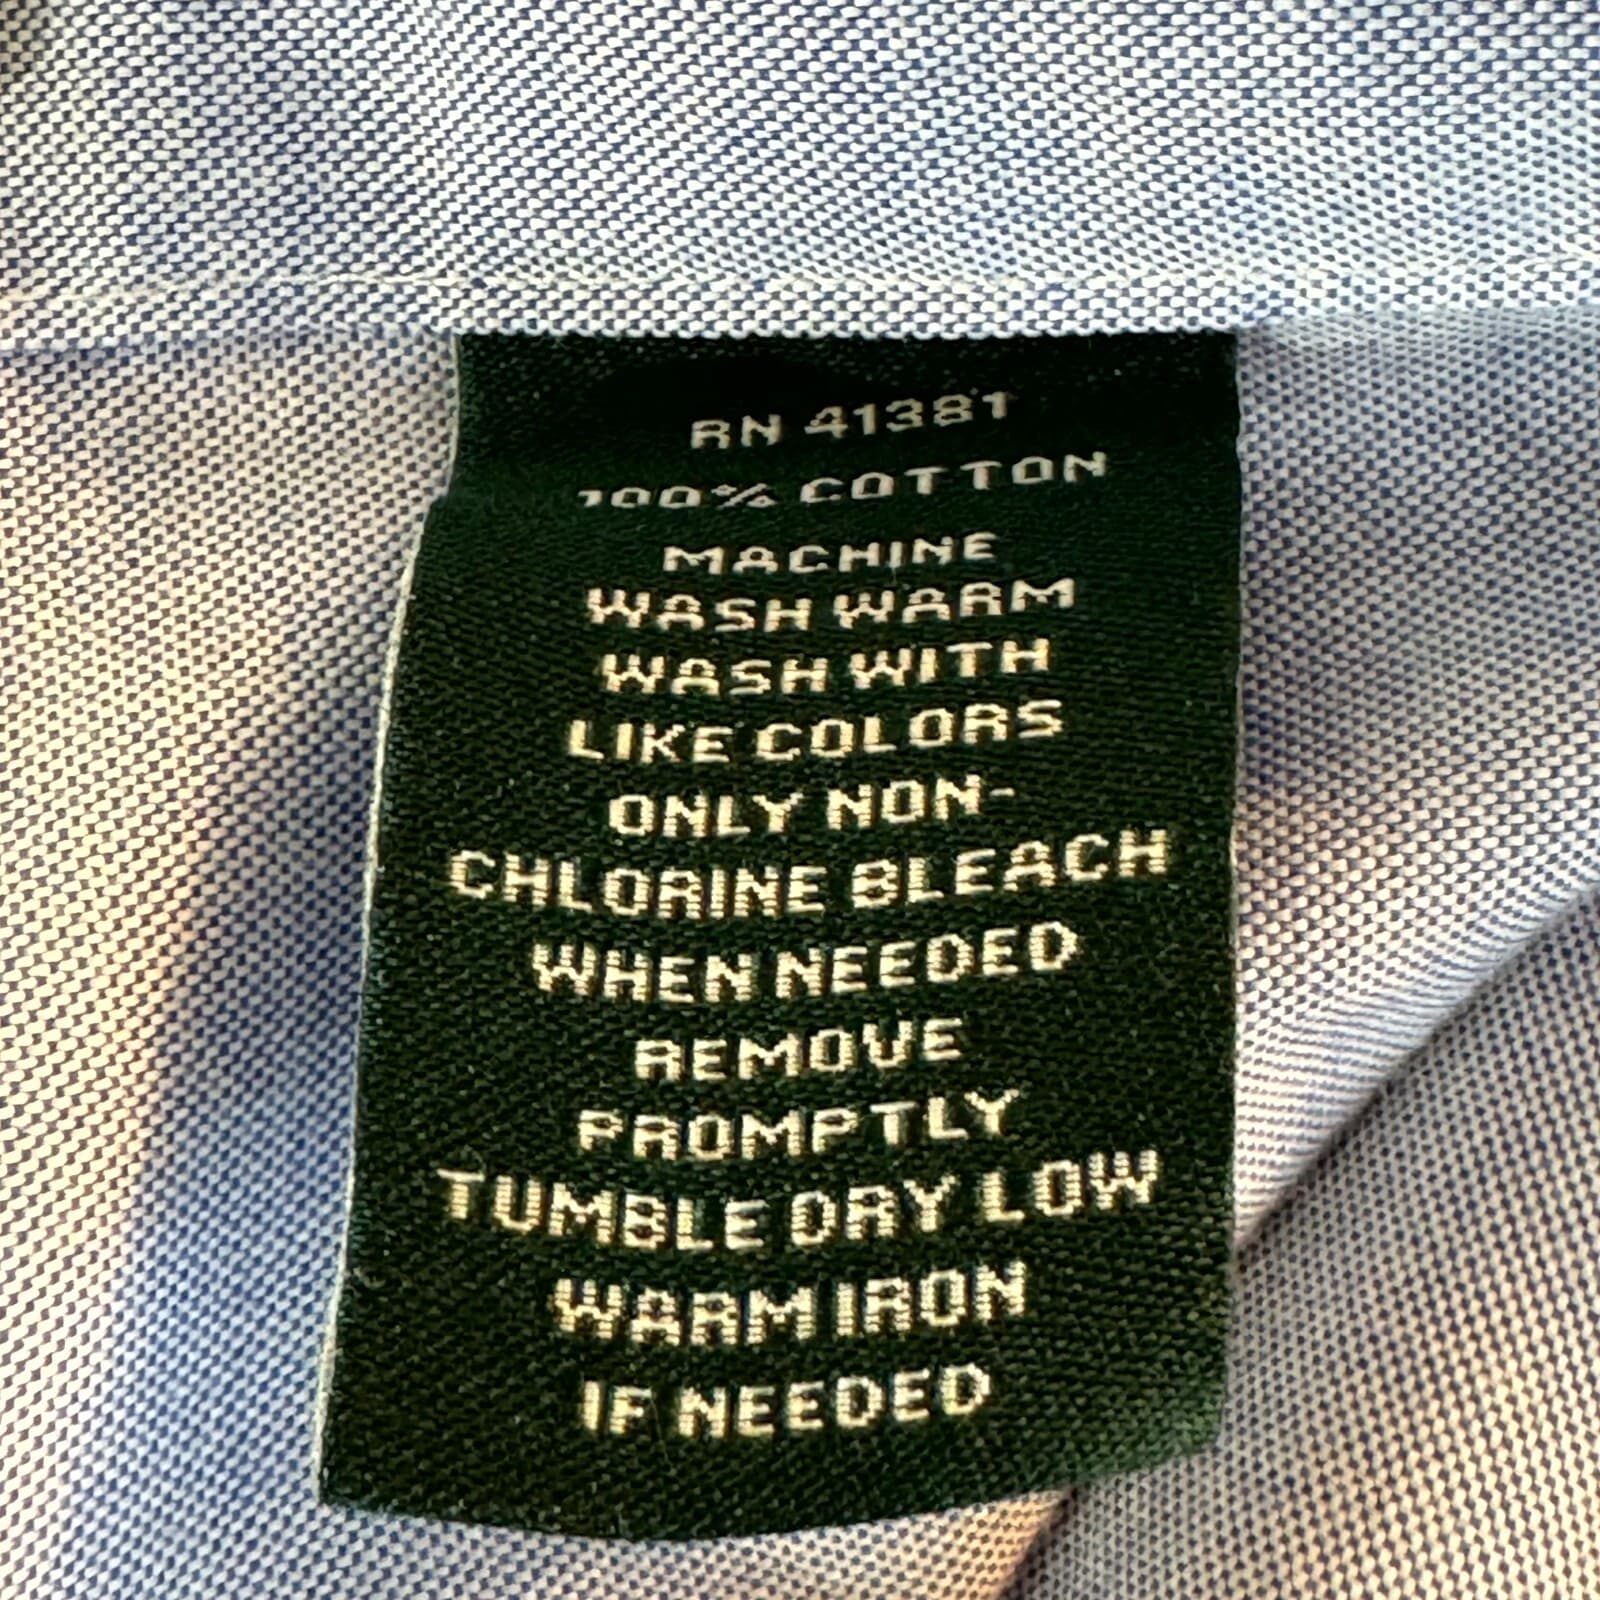 RN 41381
100% COTTON
MACHINE
WASH WARM
WASH WITH
LIKE COLORS
ONLY NON-
CHLORINE BLEACH
WHEN NEEDED
REMOVE
PROMPTLY
TUMBLE DRY LOW
WARM IRON
IF NEEDED